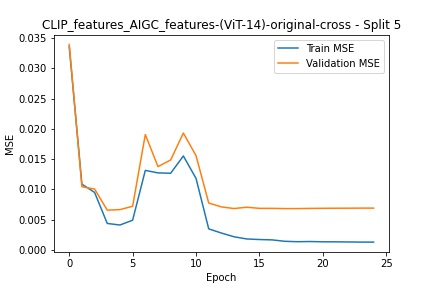 CLIP_features_AIGC_features-(ViT-14)-original-cross - Split 5
Train MSE
Validation MSE
MSE
0.035
0.030
0.025
0.020
0.015
0.010
0.005
0.000
0 5 10 15 20 25
Epoch